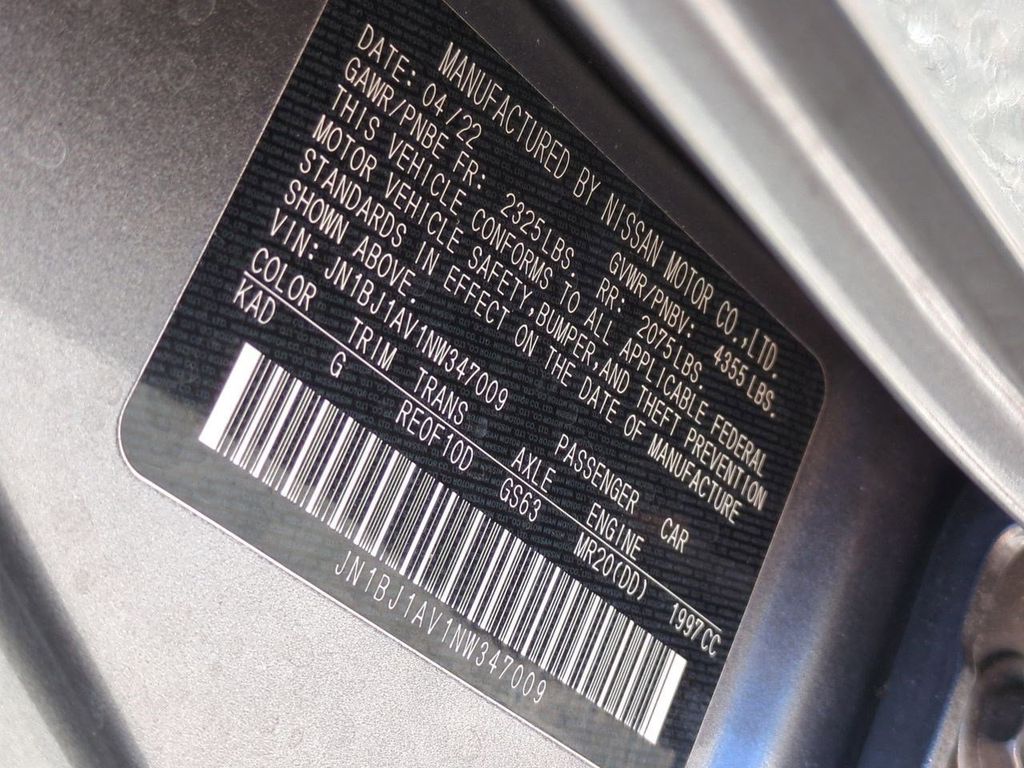 MANUFACTURED BY NISSAN MOTOR CO.,LTD.
DATE: 04/22 GVWR/PNBV: 4355LBS.
GAWR/PNBE FR: 2325LBS. RR: 2075LBS.
THIS VEHICLE CONFORMS TO ALL APPLICABLE FEDERAL
MOTOR VEHICLE SAFETY,BUMPER,AND THEFT PREVENTION
STANDARDS IN EFFECT ON THE DATE OF MANUFACTURE
SHOWN ABOVE.
VIN: JN1BJ1AV1NW347009 PASSENGER CAR
COLOR TRIM TRANS AXLE ENGINE
KAD G RE0F10D GS63 MR20(DD) 1997CC
JN1BJ1AV1NW347009